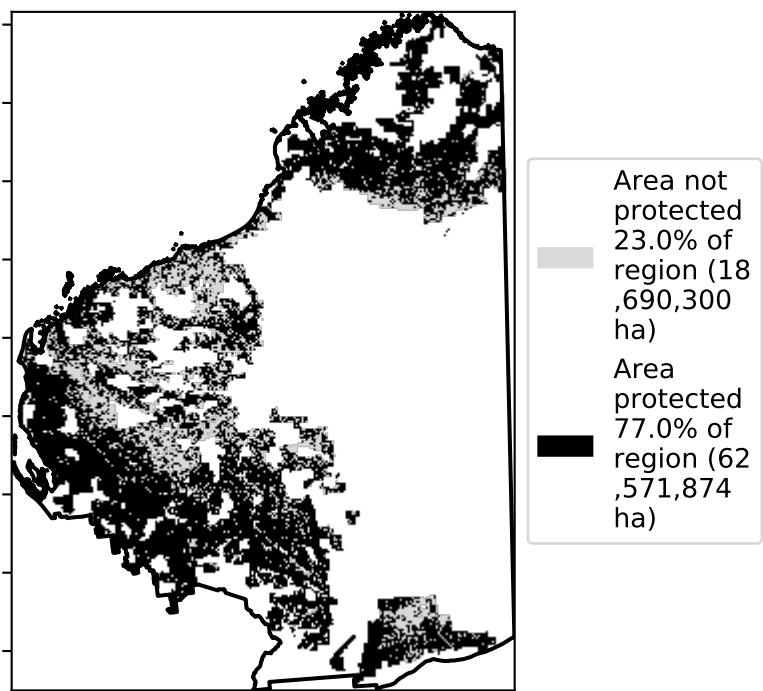 Area not
protected
23.0% of
region (18
,690,300
ha)
Area
protected
77.0% of
region (62
,571,874
ha)